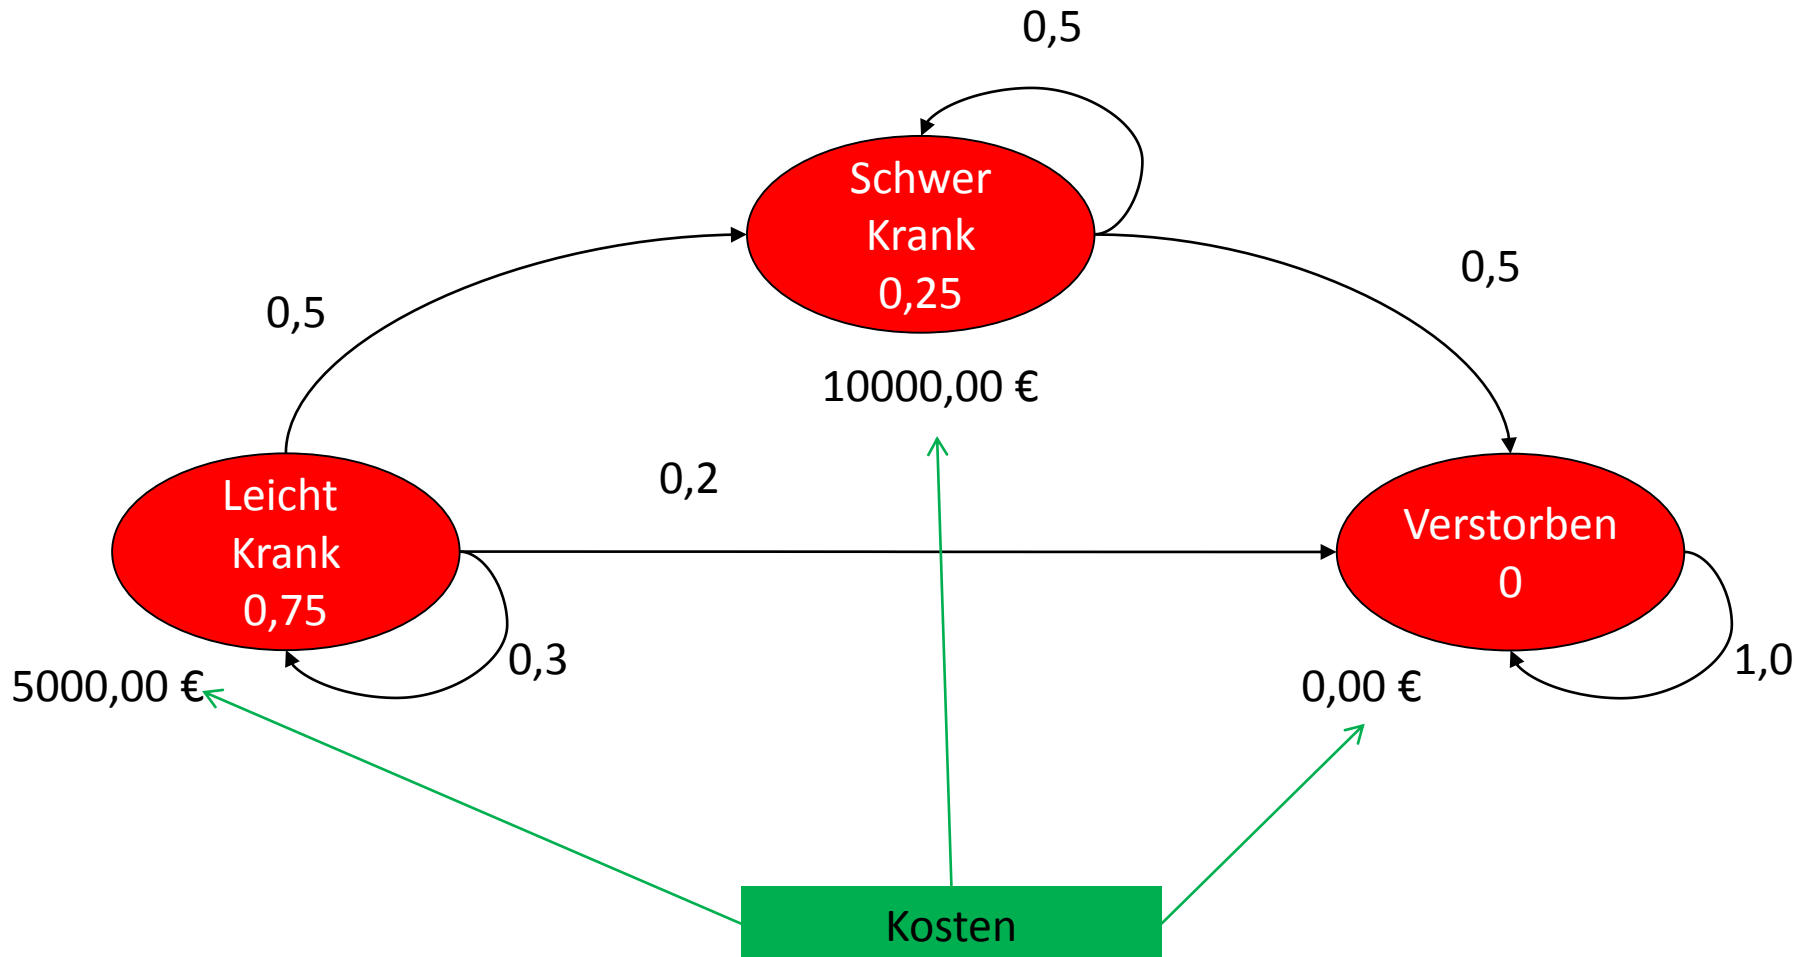 0,5
Schwer
Krank
0,25
0,5
0,5
10000,00 €
0,2
Leicht
Krank
0,75
Verstorben
0
0,3
1,0
5000,00 €
0,00 €
Kosten